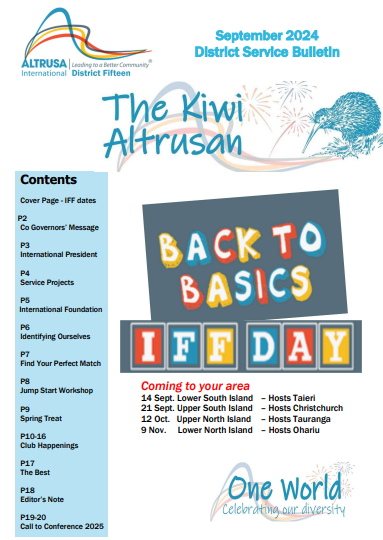 ALTRUSA
Leading to a Better Community®
International District Fifteen
September 2024
District Service Bulletin
The Kiwi
Altrusan
Contents
Cover Page - IFF dates
P2
Co Governors' Message
P3
International President
P4
Service Projects
P5
International Foundation
P6
Identifying Ourselves
P7
Find Your Perfect Match
P8
Jump Start Workshop
P9
Spring Treat
P10-16
Club Happenings
P17
The Best
P18
Editor's Note
P19-20
Call to Conference 2025
BACK TO
BASICS
IFF DAY
Coming to your area
14 Sept. Lower South Island – Hosts Taieri
21 Sept. Upper South Island – Hosts Christchurch
12 Oct. Upper North Island – Hosts Tauranga
9 Nov. Lower North Island – Hosts Ohariu
One World
Celebrating our diversity